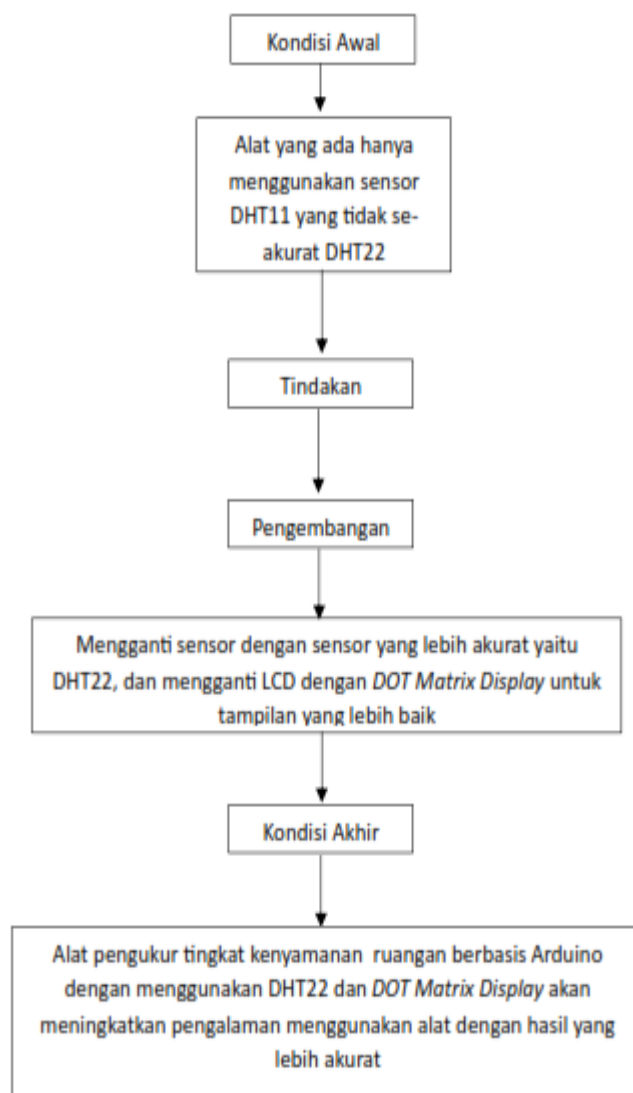 Kondisi Awal
Alat yang ada hanya
menggunakan sensor
DHT11 yang tidak se-
akurat DHT22
Tindakan
Pengembangan
Mengganti sensor dengan sensor yang lebih akurat yaitu
DHT22, dan mengganti LCD dengan DOT Matrix Display untuk
tampilan yang lebih baik
Kondisi Akhir
Alat pengukur tingkat kenyamanan ruangan berbasis Arduino
dengan menggunakan DHT22 dan DOT Matrix Display akan
meningkatkan pengalaman menggunakan alat dengan hasil yang
lebih akurat